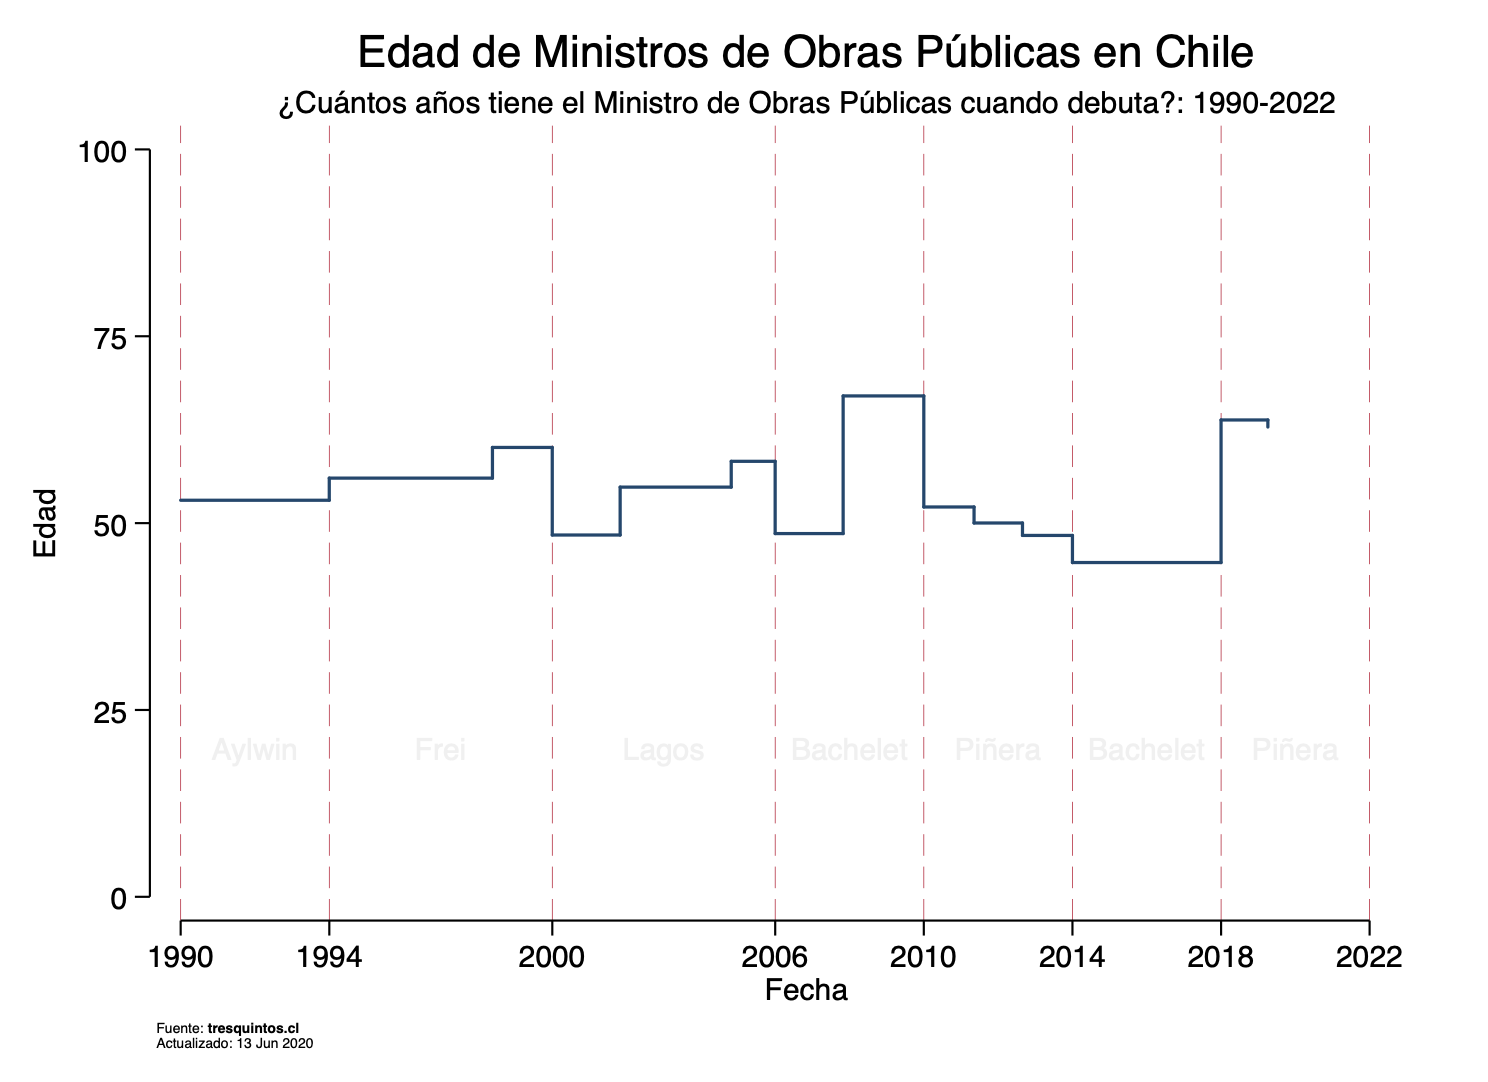 Edad de Ministros de Obras Públicas en Chile
¿Cuántos años tiene el Ministro de Obras Públicas cuando debuta?: 1990-2022
100
75
50
25
0
Edad
Aylwin Frei Lagos Bachelet Piñera Bachelet Piñera
1990 1994 2000 2006 2010 2014 2018 2022
Fecha
Fuente: tresquintos.cl
Actualizado: 13 Jun 2020